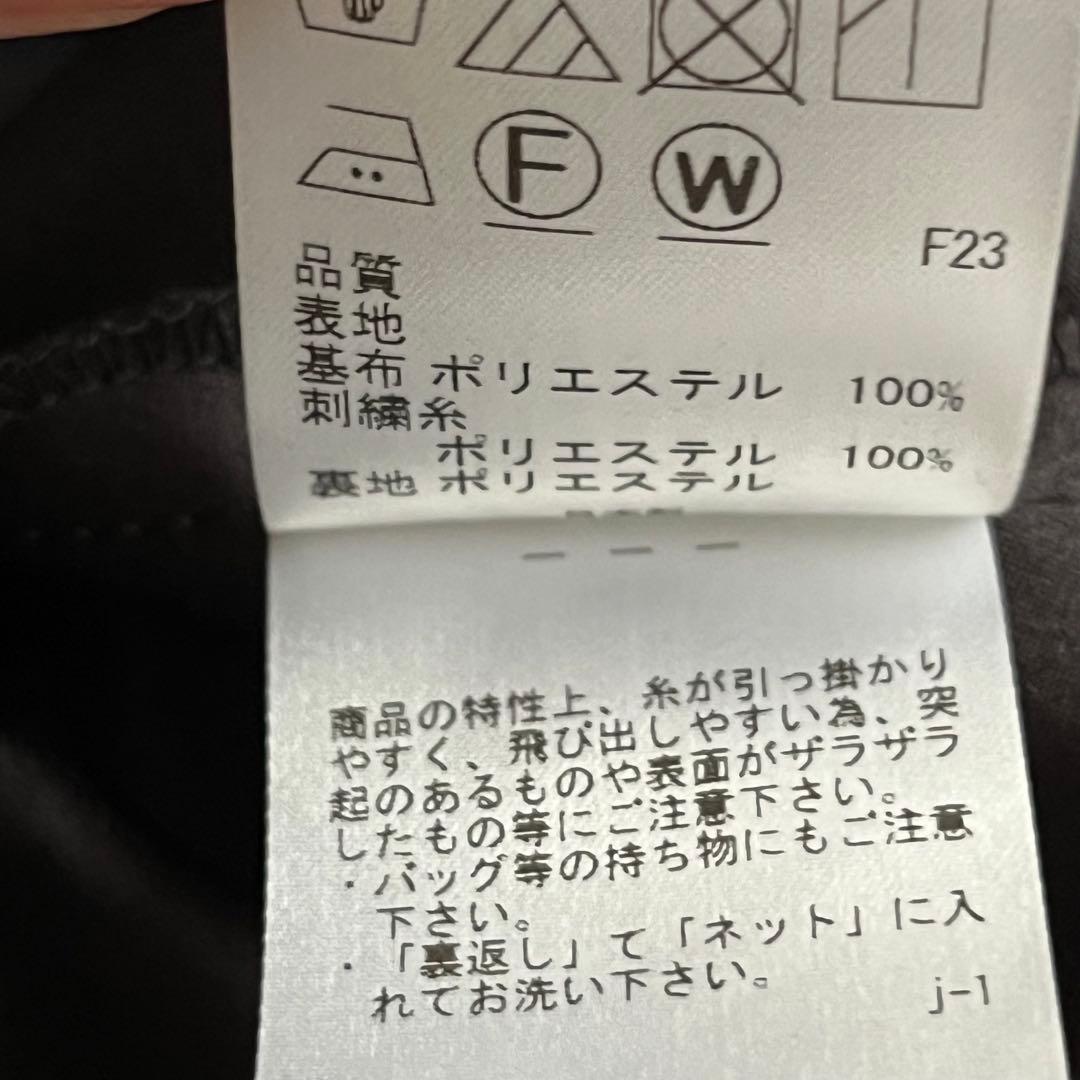 F
W
F23
品質
表地
基布 ポリエステル 100%
刺繍糸
ポリエステル 100%
裏地 ポリエステル
商品の特性上、糸が引っ掛かり
やすく、飛び出しやすい為、突
起のあるものや表面がザラザラ
したもの等にご注意下さい。
・バッグ等の持ち物にもご注意
下さい。
・「裏返し」て「ネット」に入
れてお洗い下さい。
j-1